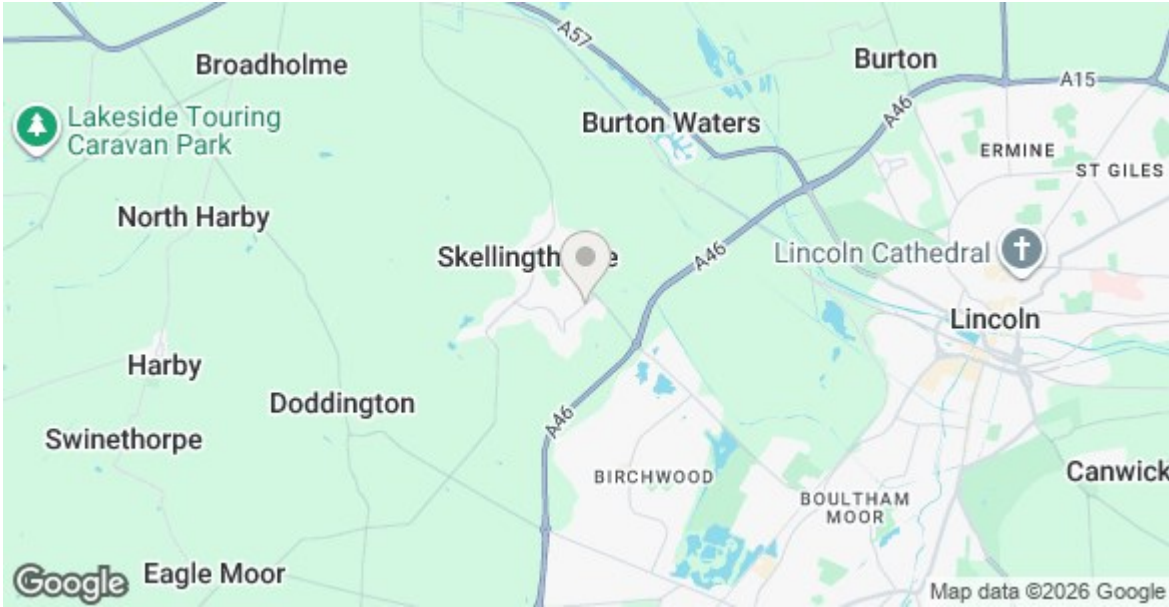 A57
Burton
Broadholme
A15
Lakeside Touring
Caravan Park
A46
Burton Waters
ERMINE
ST GILES
North Harby
Skellingth e
A46
Lincoln Cathedral
Lincoln
Harby
Doddington
A46
Swinethorpe
BIRCHWOOD
Canwick
BOULTHAM
MOOR
Eagle Moor
Google
Map data ©2026 Google